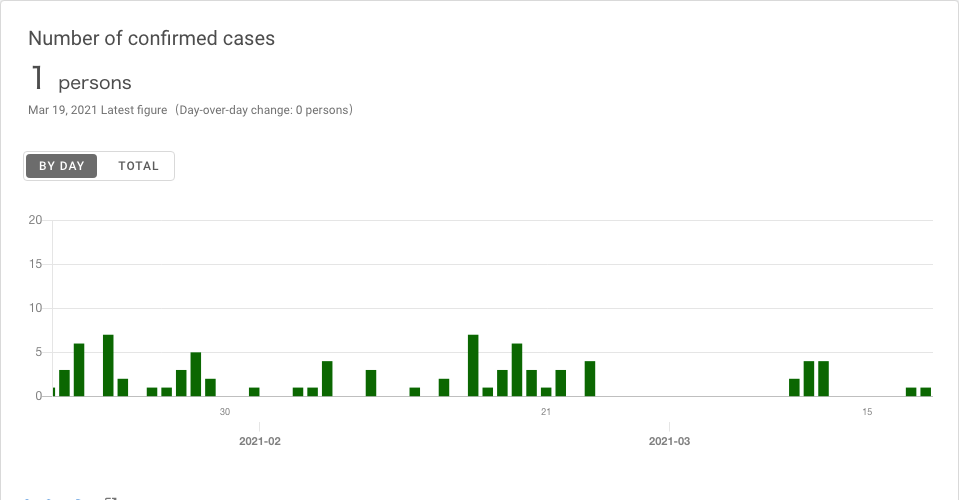 Number of confirmed cases
1 persons
Mar 19, 2021 Latest figure (Day-over-day change: 0 persons)
BY DAY TOTAL
20
15
10
5
0
30 21 15
2021-02 2021-03